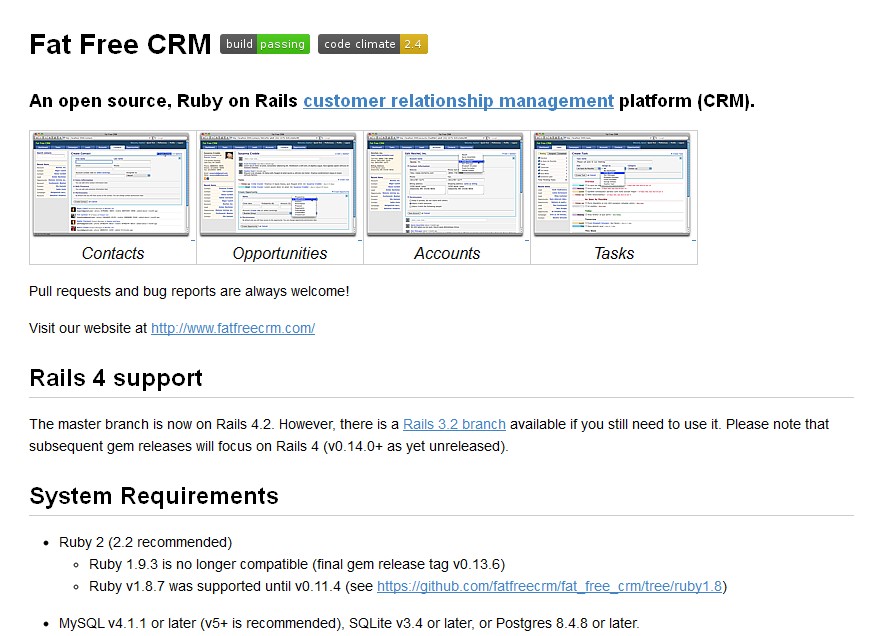 Fat Free CRM build passing code climate 2.4
An open source, Ruby on Rails customer relationship management platform (CRM).
Contacts Opportunities Accounts Tasks
Pull requests and bug reports are always welcome!
Visit our website at http://www.fatfreecrm.com/
Rails 4 support
The master branch is now on Rails 4.2. However, there is a Rails 3.2 branch available if you still need to use it. Please note that
subsequent gem releases will focus on Rails 4 (v0.14.0+ as yet unreleased).
System Requirements
• Ruby 2 (2.2 recommended)
◦ Ruby 1.9.3 is no longer compatible (final gem release tag v0.13.6)
◦ Ruby v1.8.7 was supported until v0.11.4 (see https://github.com/fatfreecrm/fat_free_crm/tree/ruby1.8)
• MySQL v4.1.1 or later (v5+ is recommended), SQLite v3.4 or later, or Postgres 8.4.8 or later.